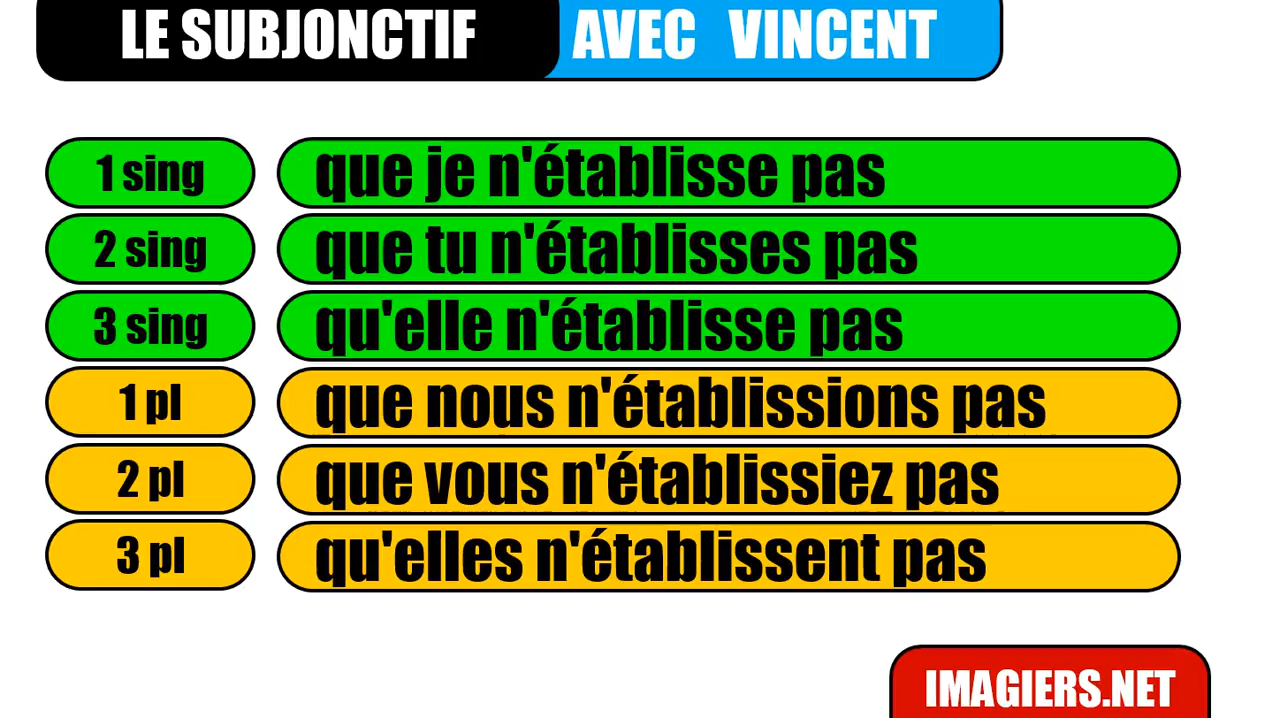 LE SUBJONCTIF AVEC VINCENT
1 sing que je n'établisse pas
2 sing que tu n'établisses pas
3 sing qu'elle n'établisse pas
1 pl que nous n'établissions pas
2 pl que vous n'établissiez pas
3 pl qu'elles n'établissent pas
IMAGIERS.NET